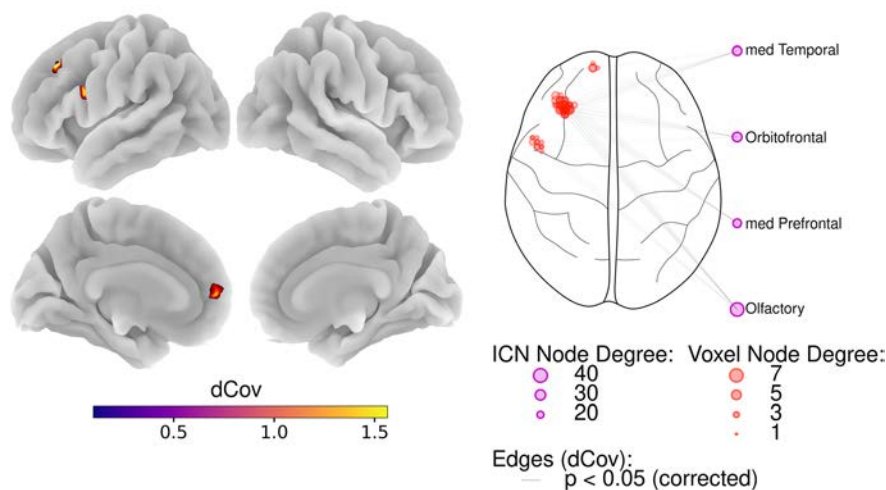 dCov
0.5 1.0 1.5
med Temporal
Orbitofrontal
med Prefrontal
Olfactory
ICN Node Degree:
40
30
20
Voxel Node Degree:
7
5
3
1
Edges (dCov):
p < 0.05 (corrected)